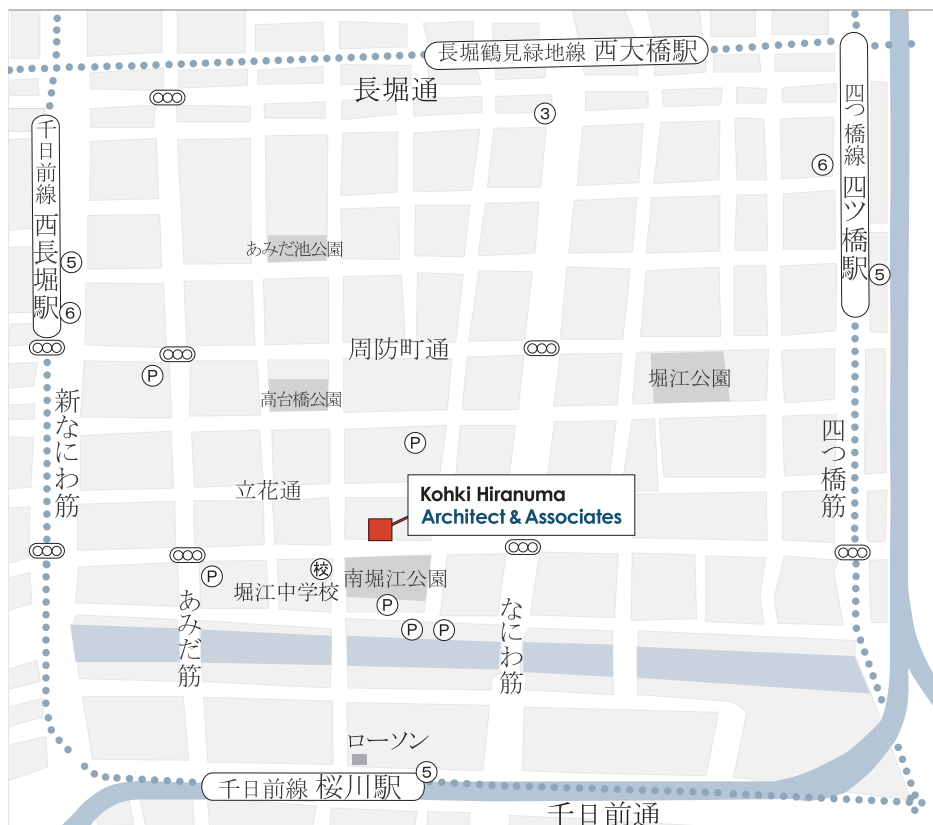 長堀鶴見緑地線 西大橋駅
長堀通
③
四つ橋線 四ツ橋駅
⑥
⑤
千日前線 西長堀駅
⑤
⑥
あみだ池公園
周防町通
Ⓟ
堀江公園
高台橋公園
新なにわ筋
Ⓟ
四つ橋筋
立花通
Kohki Hiranuma
Architect & Associates
校
南堀江公園
堀江中学校
Ⓟ
Ⓟ
Ⓟ
Ⓟ
あみだ筋
なにわ筋
ローソン
千日前線 桜川駅
⑤
千日前通